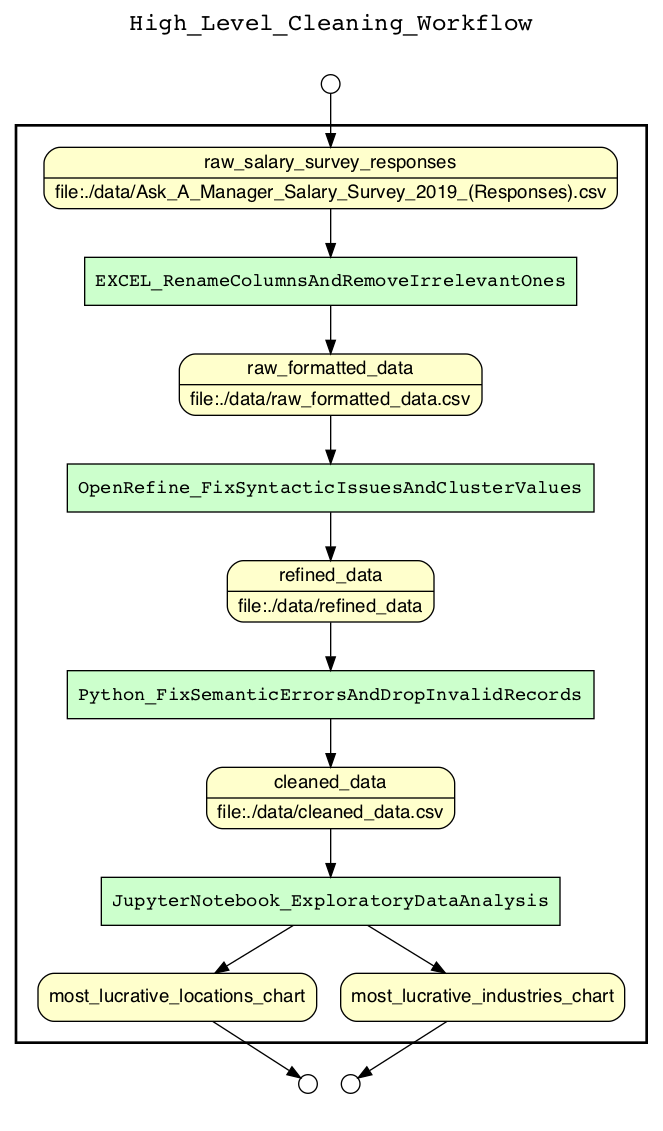 High_Level_Cleaning_Workflow
raw_salary_survey_responses
file:./data/Ask_A_Manager_Salary_Survey_2019_(Responses).csv
EXCEL_RenameColumnsAndRemoveIrrelevantOnes
raw_formatted_data
file:./data/raw_formatted_data.csv
OpenRefine_FixSyntacticIssuesAndClusterValues
refined_data
file:./data/refined_data
Python_FixSemanticErrorsAndDropInvalidRecords
cleaned_data
file:./data/cleaned_data.csv
JupyterNotebook_ExploratoryDataAnalysis
most_lucrative_locations_chart
most_lucrative_industries_chart